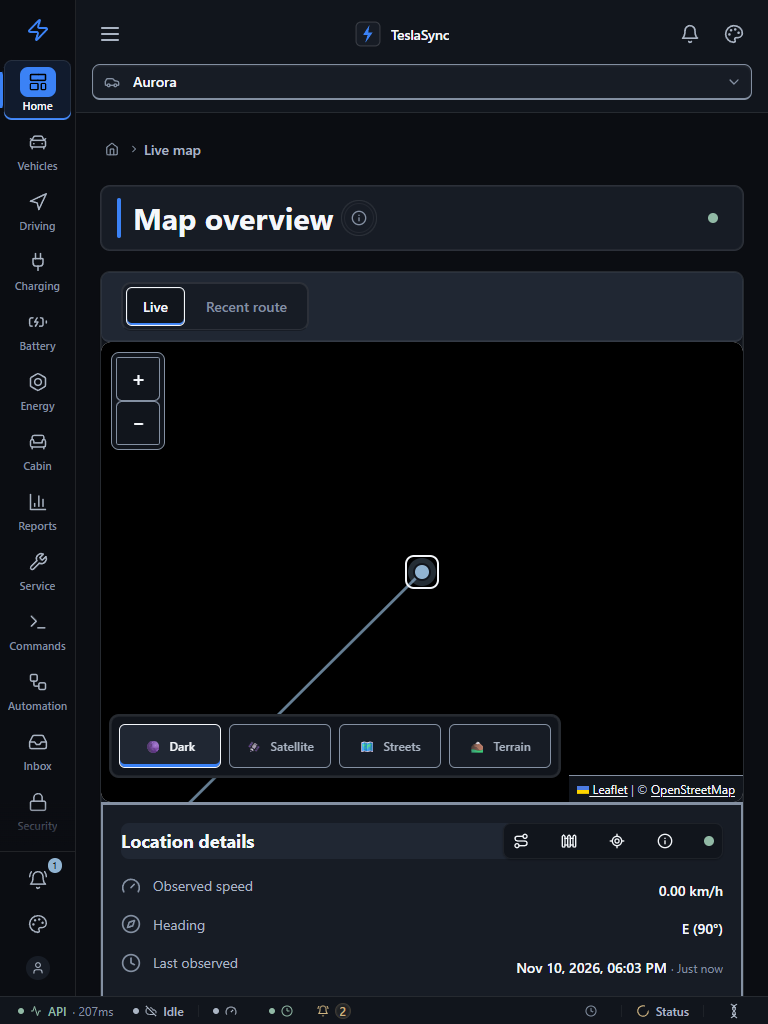 TeslaSync
Aurora
Home
Vehicles
Driving
Charging
Battery
Energy
Cabin
Reports
Service
Commands
Automation
Inbox
Security
1
Live map
Map overview
Live
Recent route
+
−
Dark
Satellite
Streets
Terrain
Leaflet | © OpenStreetMap
Location details
Observed speed
0.00 km/h
Heading
E (90°)
Last observed
Nov 10, 2026, 06:03 PM · Just now
API · 207ms
Idle
2
Status